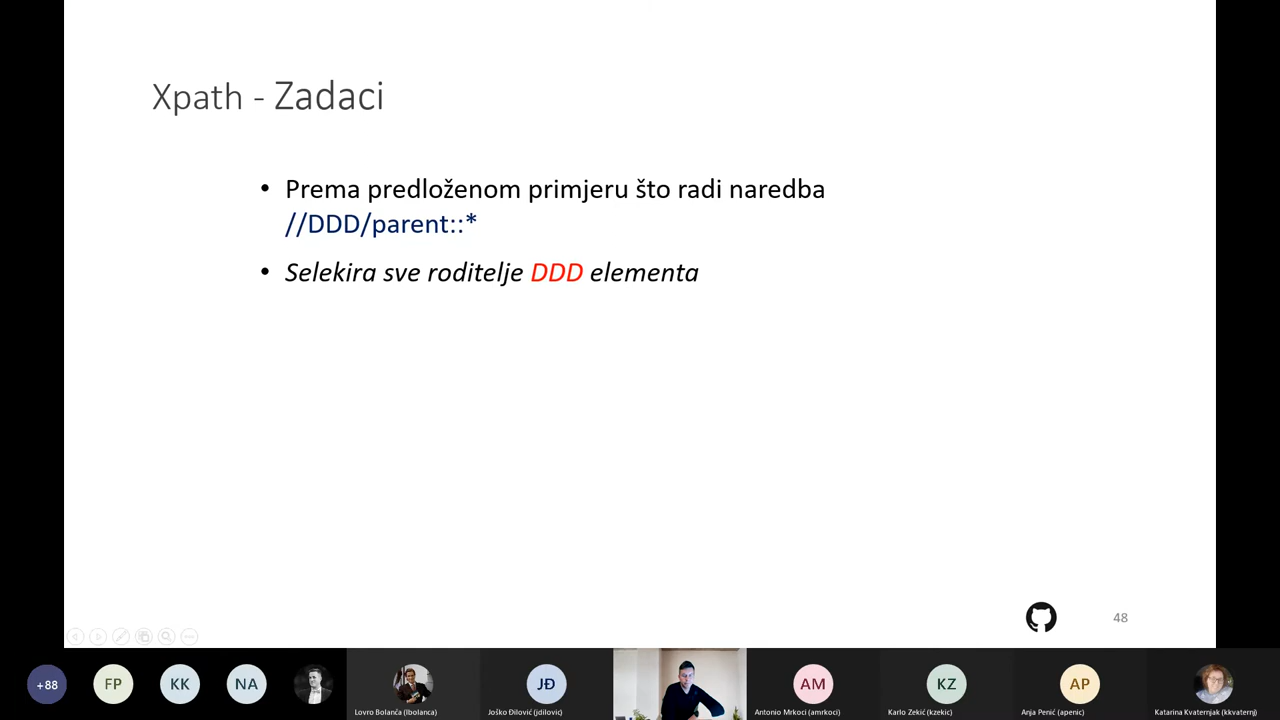 Xpath - Zadaci
• Prema predloženom primjeru što radi naredba
//DDD/parent::*
• Selekira sve roditelje DDD elementa
48
+88
FP
KK
NA
JĐ
AM
KZ
AP
Lovro Bolanča (lbolanca)
Joško Đilović (jdilovic)
Antonio Mrkoci (amrkoci)
Karlo Zekić (kzekic)
Anja Penić (apenic)
Katarina Kvaternjak (kkvaternj)